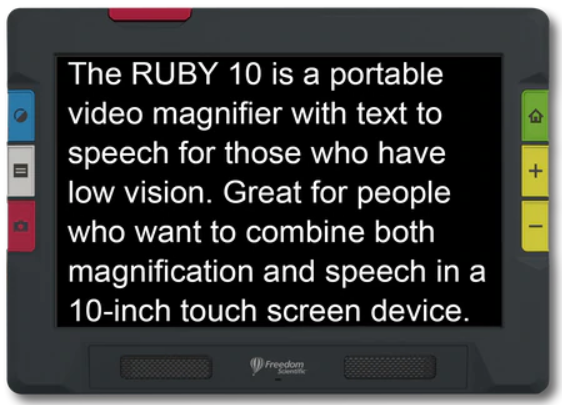 The RUBY 10 is a portable
video magnifier with text to
speech for those who have
low vision. Great for people
who want to combine both
magnification and speech in a
10-inch touch screen device.
Freedom
Scientific